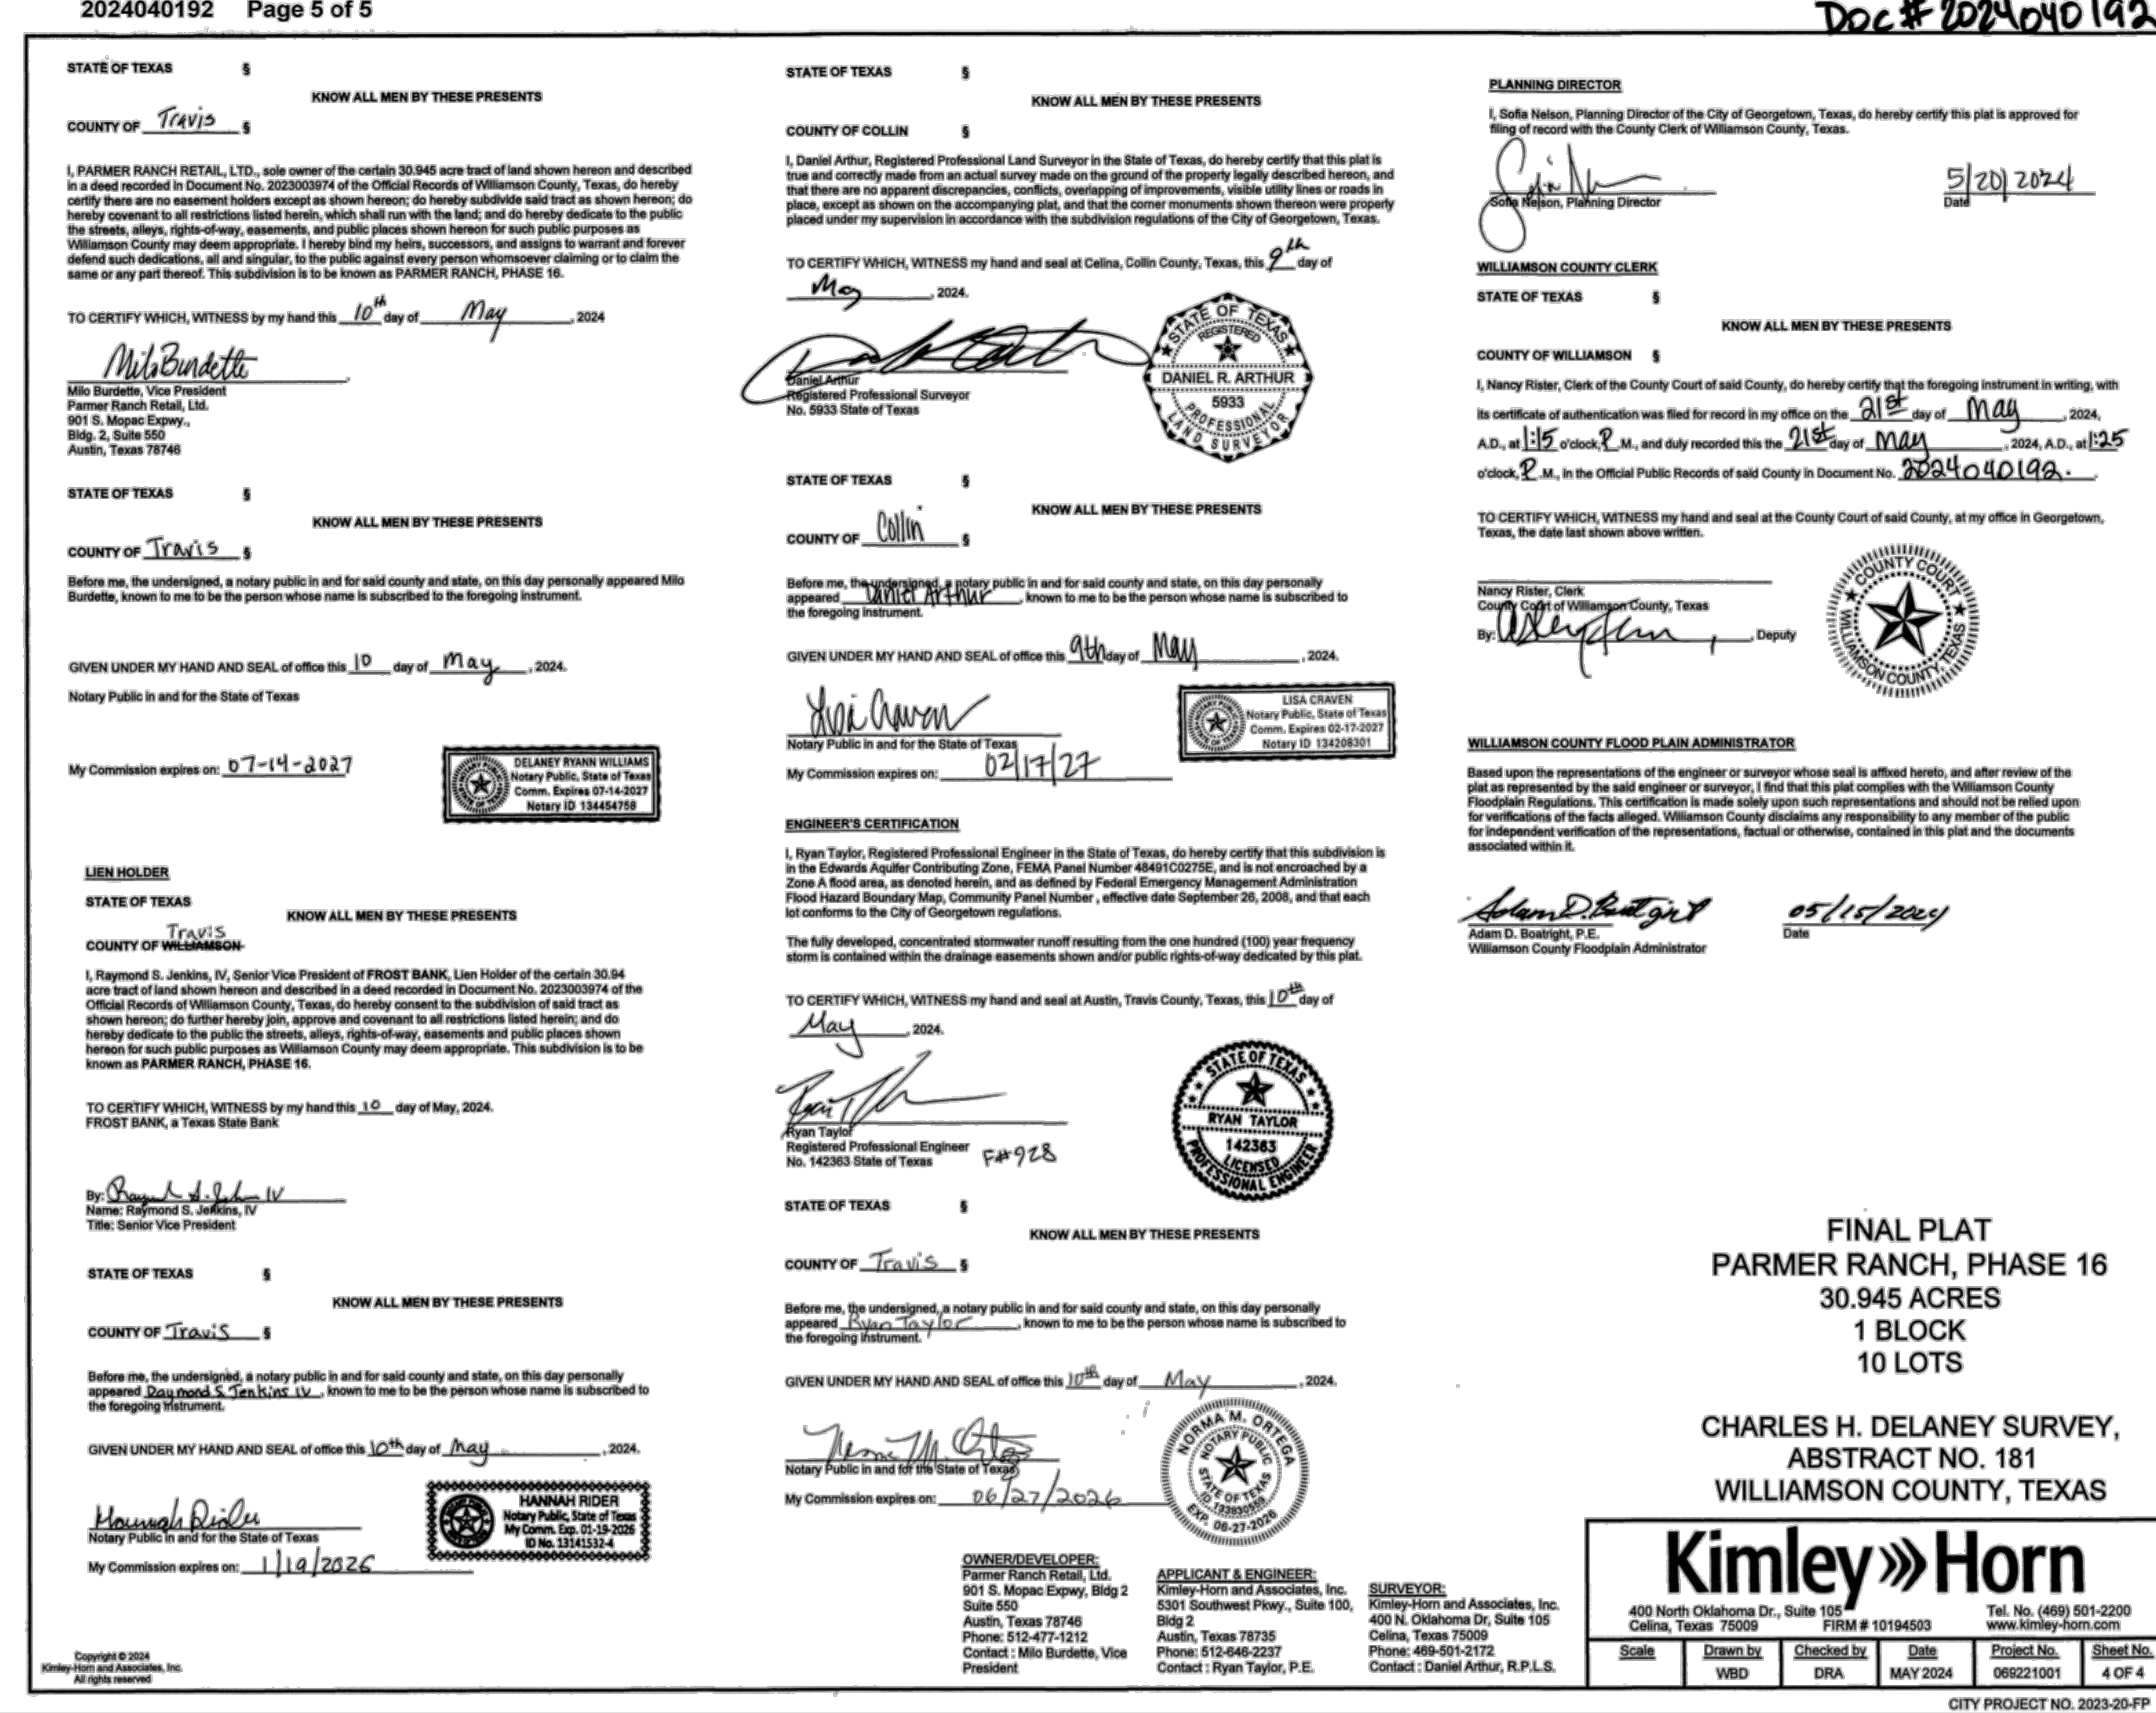 2024040192 Page 5 of 5
Doc# 2024040192
STATE OF TEXAS §
KNOW ALL MEN BY THESE PRESENTS
COUNTY OF Travis §
I, PARMER RANCH RETAIL, LTD., sole owner of the certain 30.945 acre tract of land shown hereon and described
in a deed recorded in Document No. 2023003974 of the Official Records of Williamson County, Texas, do hereby
certify there are no easement holders except as shown hereon; do hereby subdivide said tract as shown hereon; do
hereby covenant to all restrictions listed herein, which shall run with the land; and do hereby dedicate to the public
the streets, alleys, rights-of-way, easements, and public places shown hereon for such public purposes as
Williamson County may deem appropriate. I hereby bind my heirs, successors, and assigns to warrant and forever
defend such dedications, all and singular, to the public against every person whomsoever claiming or to claim the
same or any part thereof. This subdivision is to be known as PARMER RANCH, PHASE 16.
TO CERTIFY WHICH, WITNESS by my hand this 10th day of May, 2024
Milo Burdette
Milo Burdette, Vice President
Parmer Ranch Retail, Ltd.
901 S. Mopac Expwy.,
Bldg. 2, Suite 550
Austin, Texas 78746
STATE OF TEXAS §
KNOW ALL MEN BY THESE PRESENTS
COUNTY OF Travis §
Before me, the undersigned, a notary public in and for said county and state, on this day personally appeared Milo
Burdette, known to me to be the person whose name is subscribed to the foregoing instrument.
GIVEN UNDER MY HAND AND SEAL of office this 10 day of May, 2024.
Notary Public in and for the State of Texas
My Commission expires on: 07-14-2027
DELANEY RYANN WILLIAMS
Notary Public, State of Texas
Comm. Expires 07-14-2027
Notary ID 134454758
LIEN HOLDER
STATE OF TEXAS
KNOW ALL MEN BY THESE PRESENTS
Travis
COUNTY OF WILLIAMSON
I, Raymond S. Jenkins, IV, Senior Vice President of FROST BANK, Lien Holder of the certain 30.94
acre tract of land shown hereon and described in a deed recorded in Document No. 2023003974 of the
Official Records of Williamson County, Texas, do hereby consent to the subdivision of said tract as
shown hereon; do further hereby join, approve and covenant to all restrictions listed herein; and do
hereby dedicate to the public the streets, alleys, rights-of-way, easements and public places shown
hereon for such public purposes as Williamson County may deem appropriate. This subdivision is to be
known as PARMER RANCH, PHASE 16.
TO CERTIFY WHICH, WITNESS by my hand this 10 day of May, 2024.
FROST BANK, a Texas State Bank
By:
Name: Raymond S. Jenkins, IV
Title: Senior Vice President
STATE OF TEXAS §
KNOW ALL MEN BY THESE PRESENTS
COUNTY OF Travis §
Before me, the undersigned, a notary public in and for said county and state, on this day personally
appeared Raymond S Jenkins IV, known to me to be the person whose name is subscribed to
the foregoing instrument.
GIVEN UNDER MY HAND AND SEAL of office this 10th day of May, 2024.
Hannah Rider
Notary Public in and for the State of Texas
My Commission expires on: 1/19/2026
HANNAH RIDER
Notary Public, State of Texas
My Comm. Exp. 01-19-2026
ID No. 13141532-4
Copyright © 2024
Kimley-Horn and Associates, Inc.
All rights reserved
STATE OF TEXAS §
KNOW ALL MEN BY THESE PRESENTS
COUNTY OF COLLIN §
I, Daniel Arthur, Registered Professional Land Surveyor in the State of Texas, do hereby certify that this plat is
true and correctly made from an actual survey made on the ground of the property legally described hereon, and
that there are no apparent discrepancies, conflicts, overlapping of improvements, visible utility lines or roads in
place, except as shown on the accompanying plat, and that the corner monuments shown thereon were properly
placed under my supervision in accordance with the subdivision regulations of the City of Georgetown, Texas.
TO CERTIFY WHICH, WITNESS my hand and seal at Celina, Collin County, Texas, this 9th day of
May, 2024.
Daniel Arthur
Registered Professional Surveyor
No. 5933 State of Texas
STATE OF TEXAS
REGISTERED
DANIEL R. ARTHUR
5933
PROFESSIONAL
LAND SURVEYOR
STATE OF TEXAS §
KNOW ALL MEN BY THESE PRESENTS
COUNTY OF Collin §
Before me, the undersigned, a notary public in and for said county and state, on this day personally
appeared Daniel Arthur, known to me to be the person whose name is subscribed to
the foregoing instrument.
GIVEN UNDER MY HAND AND SEAL of office this 9th day of May, 2024.
Lisa Craven
Notary Public in and for the State of Texas
My Commission expires on: 02/17/27
LISA CRAVEN
Notary Public, State of Texas
Comm. Expires 02-17-2027
Notary ID 134208301
ENGINEER'S CERTIFICATION
I, Ryan Taylor, Registered Professional Engineer in the State of Texas, do hereby certify that this subdivision is
in the Edwards Aquifer Contributing Zone, FEMA Panel Number 48491C0275E, and is not encroached by a
Zone A flood area, as denoted herein, and as defined by Federal Emergency Management Administration
Flood Hazard Boundary Map, Community Panel Number , effective date September 26, 2008, and that each
lot conforms to the City of Georgetown regulations.
The fully developed, concentrated stormwater runoff resulting from the one hundred (100) year frequency
storm is contained within the drainage easements shown and/or public rights-of-way dedicated by this plat.
TO CERTIFY WHICH, WITNESS my hand and seal at Austin, Travis County, Texas, this 10th day of
May, 2024.
Ryan Taylor
Registered Professional Engineer
No. 142363 State of Texas F#928
STATE OF TEXAS
RYAN TAYLOR
142363
LICENSED
PROFESSIONAL ENGINEER
STATE OF TEXAS §
KNOW ALL MEN BY THESE PRESENTS
COUNTY OF Travis §
Before me, the undersigned, a notary public in and for said county and state, on this day personally
appeared Ryan Taylor, known to me to be the person whose name is subscribed to
the foregoing instrument.
GIVEN UNDER MY HAND AND SEAL of office this 10th day of May, 2024.
Notary Public in and for the State of Texas
My Commission expires on: 06/27/2026
NORMA M. ORTEGA
NOTARY PUBLIC
STATE OF TEXAS
EXP. 06-27-2026
OWNER/DEVELOPER:
Parmer Ranch Retail, Ltd.
901 S. Mopac Expwy, Bldg 2
Suite 550
Austin, Texas 78746
Phone: 512-477-1212
Contact : Milo Burdette, Vice
President
APPLICANT & ENGINEER:
Kimley-Horn and Associates, Inc.
5301 Southwest Pkwy., Suite 100,
Bldg 2
Austin, Texas 78735
Phone: 512-646-2237
Contact : Ryan Taylor, P.E.
SURVEYOR:
Kimley-Horn and Associates, Inc.
400 N. Oklahoma Dr, Suite 105
Celina, Texas 75009
Phone: 469-501-2172
Contact : Daniel Arthur, R.P.L.S.
PLANNING DIRECTOR
I, Sofia Nelson, Planning Director of the City of Georgetown, Texas, do hereby certify this plat is approved for
filing of record with the County Clerk of Williamson County, Texas.
5/20/2024
Sofia Nelson, Planning Director Date
WILLIAMSON COUNTY CLERK
STATE OF TEXAS §
KNOW ALL MEN BY THESE PRESENTS
COUNTY OF WILLIAMSON §
I, Nancy Rister, Clerk of the County Court of said County, do hereby certify that the foregoing instrument in writing, with
its certificate of authentication was filed for record in my office on the 21st day of May, 2024,
A.D., at 1:15 o'clock, P.M., and duly recorded this the 21st day of May, 2024, A.D., at 1:25
o'clock, P.M., in the Official Public Records of said County in Document No. 2024040192.
TO CERTIFY WHICH, WITNESS my hand and seal at the County Court of said County, at my office in Georgetown,
Texas, the date last shown above written.
Nancy Rister, Clerk
County Court of Williamson County, Texas
By: , Deputy
COUNTY COURT
WILLIAMSON COUNTY, TEXAS
WILLIAMSON COUNTY FLOOD PLAIN ADMINISTRATOR
Based upon the representations of the engineer or surveyor whose seal is affixed hereto, and after review of the
plat as represented by the said engineer or surveyor, I find that this plat complies with the Williamson County
Floodplain Regulations. This certification is made solely upon such representations and should not be relied upon
for verifications of the facts alleged. Williamson County disclaims any responsibility to any member of the public
for independent verification of the representations, factual or otherwise, contained in this plat and the documents
associated within it.
Adam D. Boatright 05/15/2024
Adam D. Boatright, P.E. Date
Williamson County Floodplain Administrator
FINAL PLAT
PARMER RANCH, PHASE 16
30.945 ACRES
1 BLOCK
10 LOTS
CHARLES H. DELANEY SURVEY,
ABSTRACT NO. 181
WILLIAMSON COUNTY, TEXAS
Kimley»Horn
400 North Oklahoma Dr., Suite 105 Tel. No. (469) 501-2200
Celina, Texas 75009 FIRM # 10194503 www.kimley-horn.com
Scale Drawn by Checked by Date Project No. Sheet No.
WBD DRA MAY 2024 069221001 4 OF 4
CITY PROJECT NO. 2023-20-FP